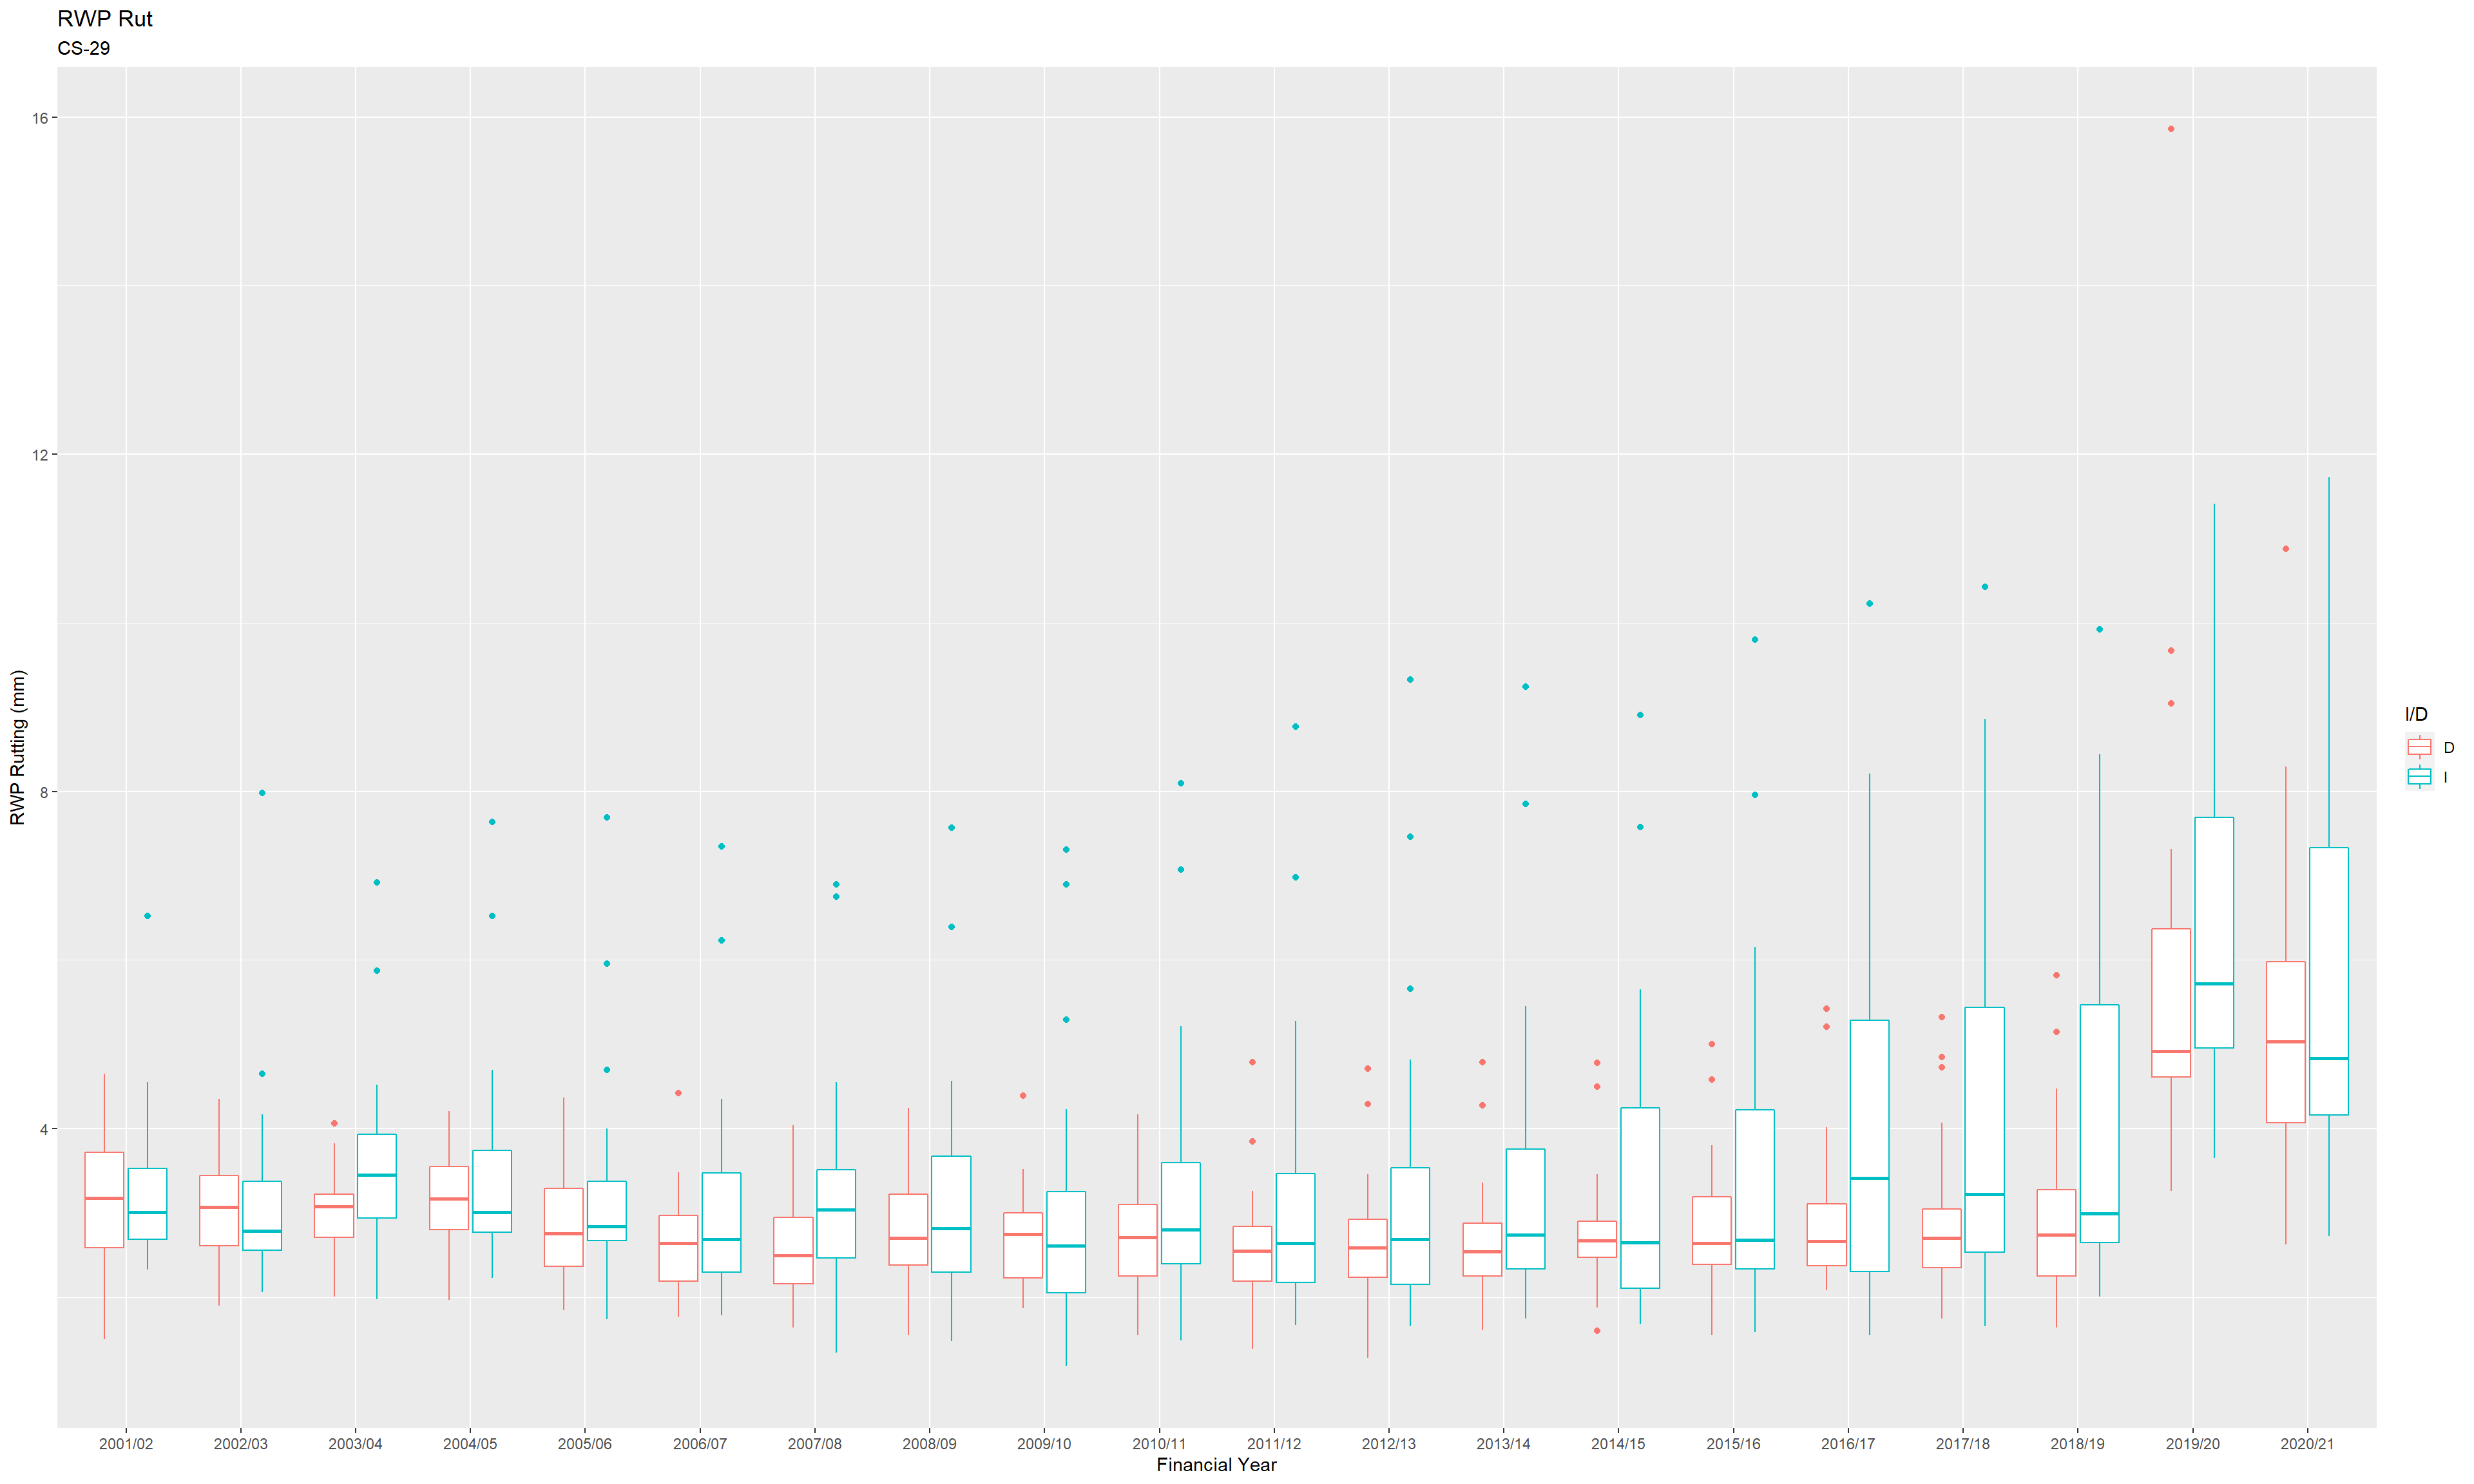 RWP Rut
CS-29
RWP Rutting (mm)
16
12
8
4
2001/02 2002/03 2003/04 2004/05 2005/06 2006/07 2007/08 2008/09 2009/10 2010/11 2011/12 2012/13 2013/14 2014/15 2015/16 2016/17 2017/18 2018/19 2019/20 2020/21
Financial Year
I/D
D
I